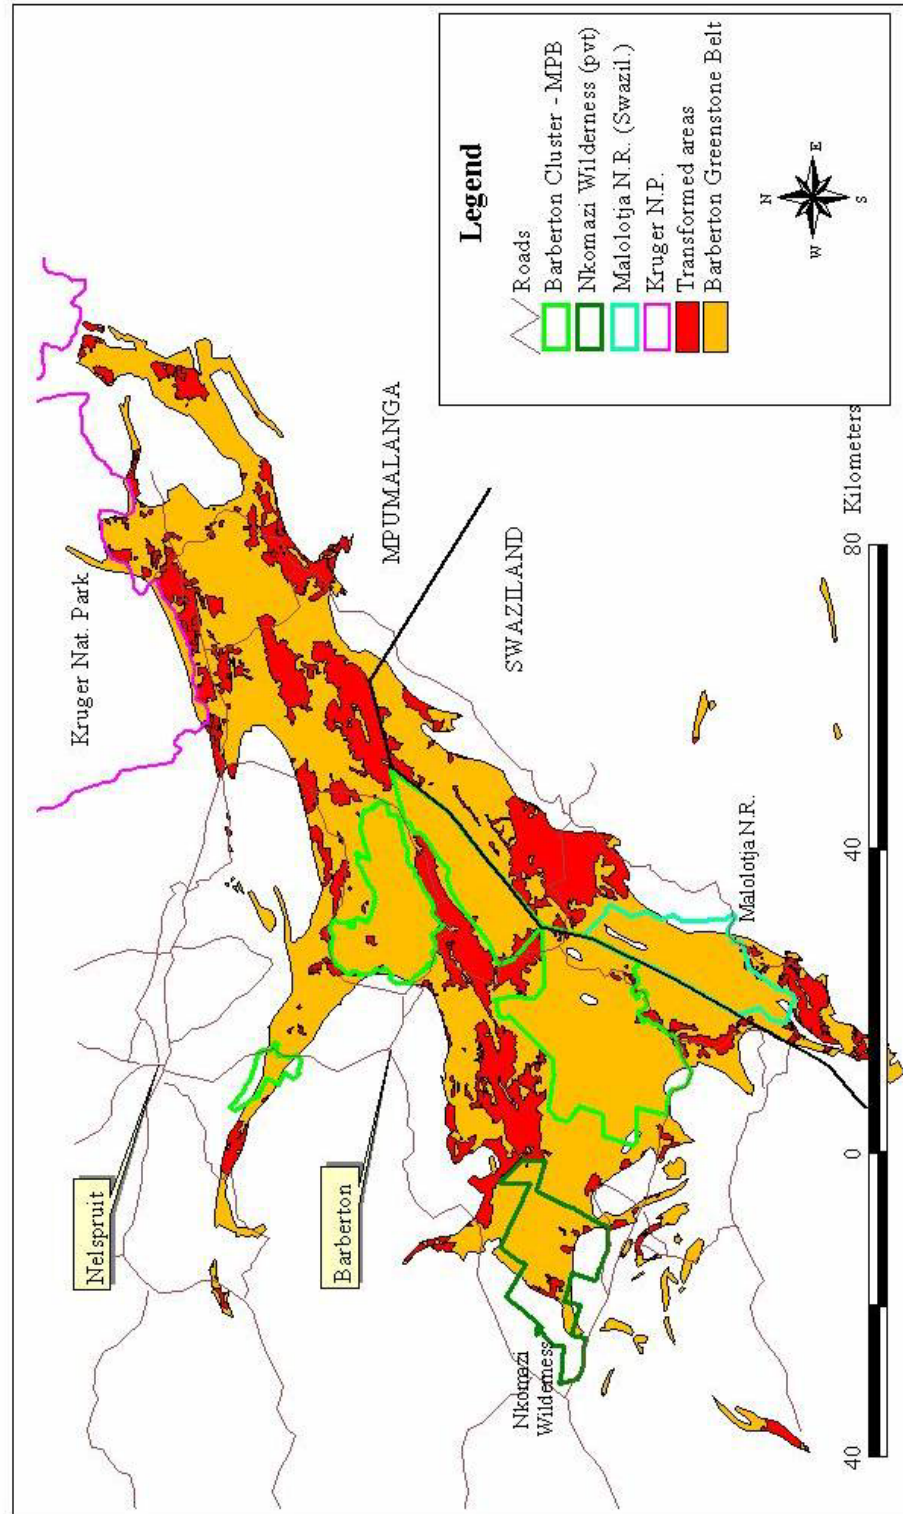 Kruger Nat. Park
Nelspruit
Barberton
MPUMALANGA
SWAZILAND
Nkomazi
Wilderness
Malolotja N.R.
40
0
40
80
Kilometers
Legend
Roads
Barberton Cluster - MPB
Nkomazi Wilderness (pvt)
Malolotja N.R. (Swazil.)
Kruger N.P.
Transformed areas
Barberton Greenstone Belt
N
W
E
S